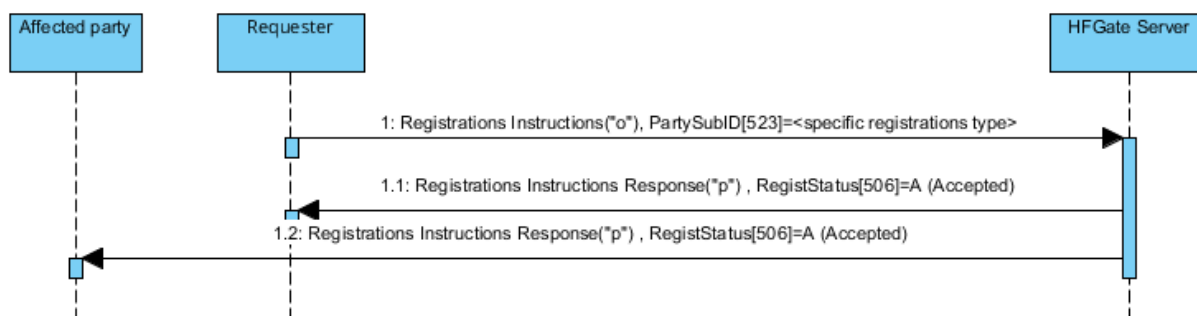 Affected party
Requester
HFGate Server
1: Registrations Instructions("o"), PartySubID[523]=<specific registrations type>
1.1: Registrations Instructions Response("p") , RegistStatus[506]=A (Accepted)
1.2: Registrations Instructions Response("p") , RegistStatus[506]=A (Accepted)